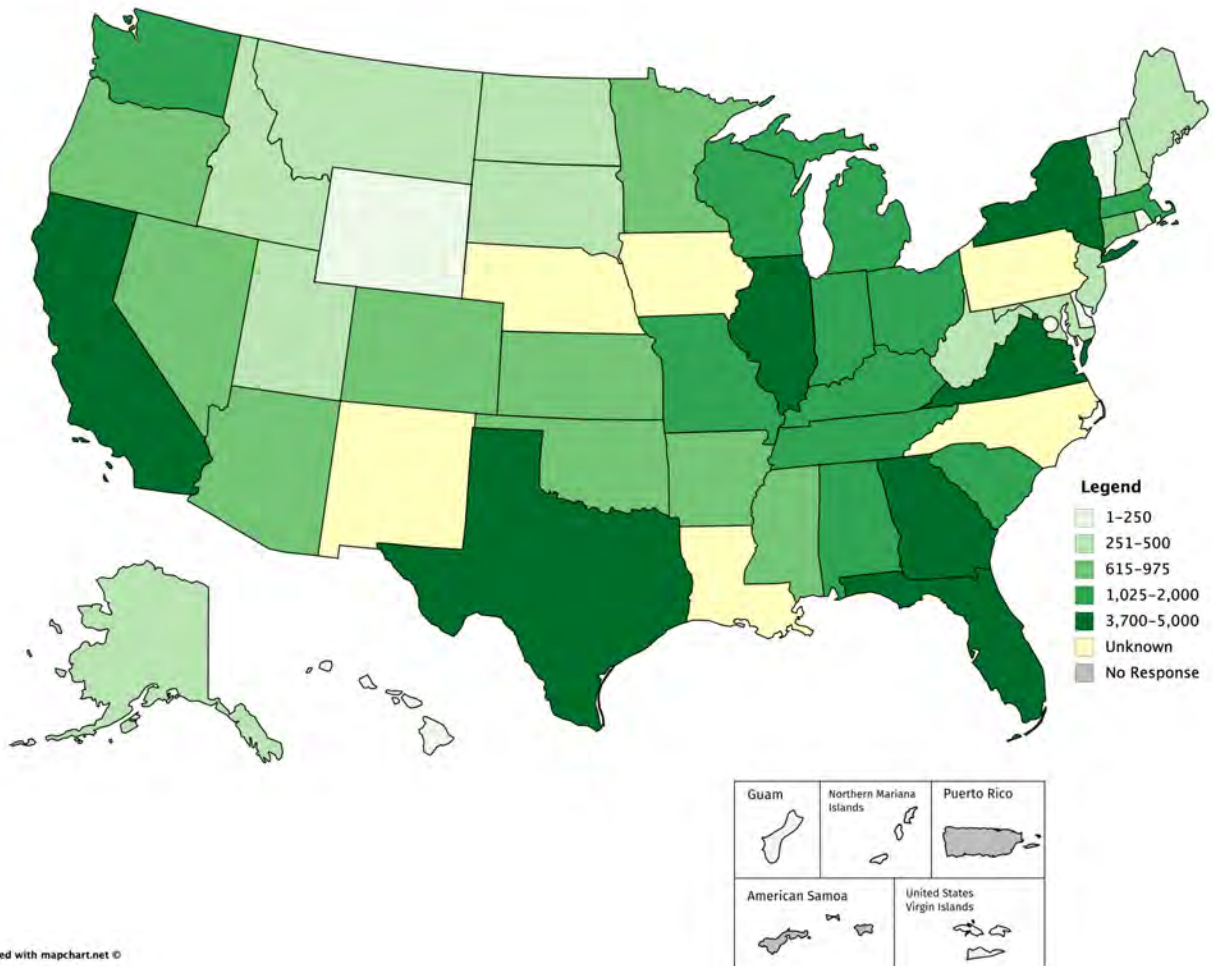 Legend
1–250
251–500
615–975
1,025–2,000
3,700–5,000
Unknown
No Response
Guam
Northern Mariana
Islands
Puerto Rico
American Samoa
United States
Virgin Islands
ed with mapchart.net ©